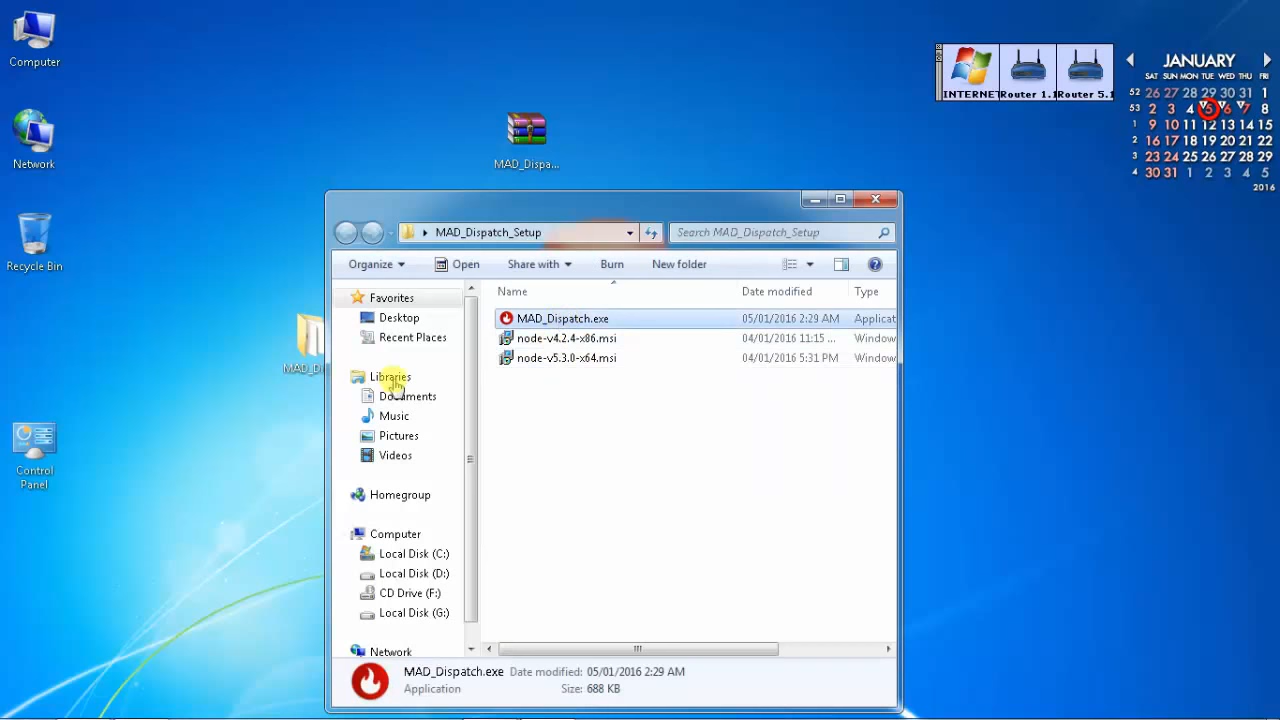 Computer
Network
Recycle Bin
Control
Panel
MAD_Dispa...
MAD_D
INTERNET
Router 1.1
Router 5.1
JANUARY
SAT SUN MON TUE WED THU FRI
52 26 27 28 29 30 31 1
53 2 3 4 5 6 7 8
1 9 10 11 12 13 14 15
2 16 17 18 19 20 21 22
3 23 24 25 26 27 28 29
4 30 31 1 2 3 4 5
2016
MAD_Dispatch_Setup
Search MAD_Dispatch_Setup
Organize Open Share with Burn New folder
Name Date modified Type
MAD_Dispatch.exe 05/01/2016 2:29 AM Applicat
node-v4.2.4-x86.msi 04/01/2016 11:15 ... Window
node-v5.3.0-x64.msi 04/01/2016 5:31 PM Window
Favorites
Desktop
Recent Places
Libraries
Documents
Music
Pictures
Videos
Homegroup
Computer
Local Disk (C:)
Local Disk (D:)
CD Drive (F:)
Local Disk (G:)
Network
MAD_Dispatch.exe Date modified: 05/01/2016 2:29 AM
Application Size: 688 KB